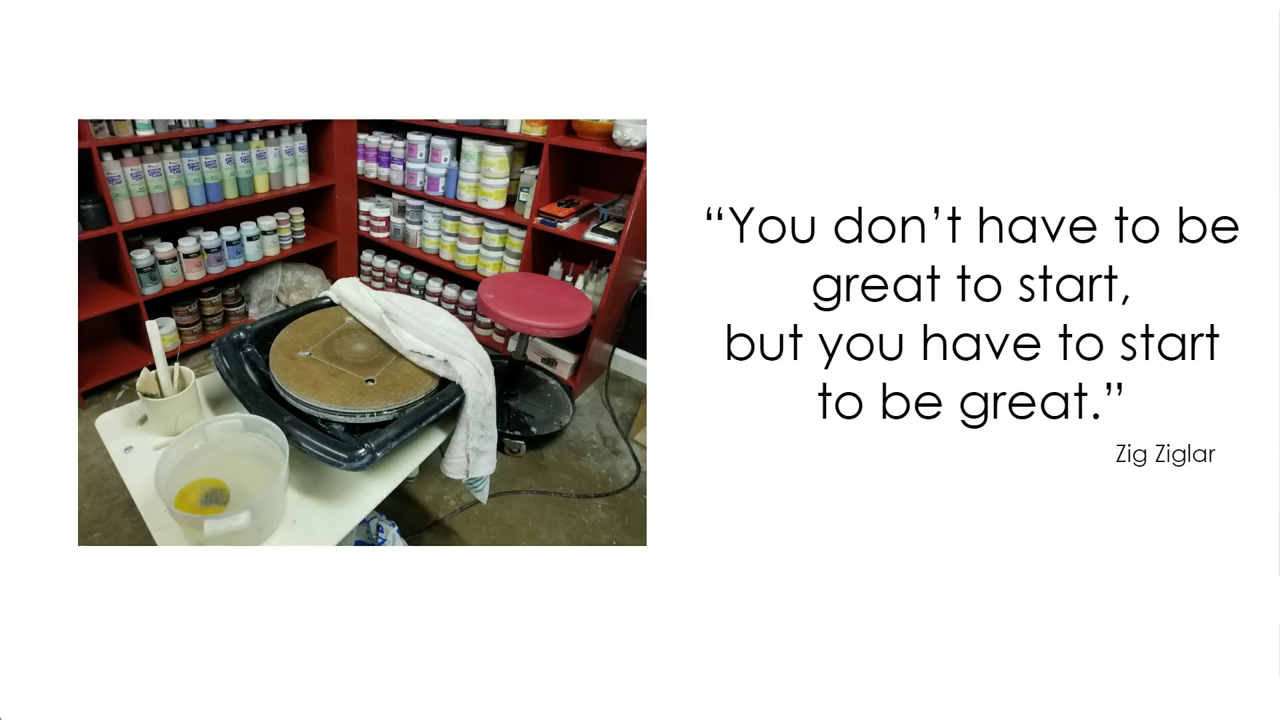 “You don’t have to be
great to start,
but you have to start
to be great.”
Zig Ziglar